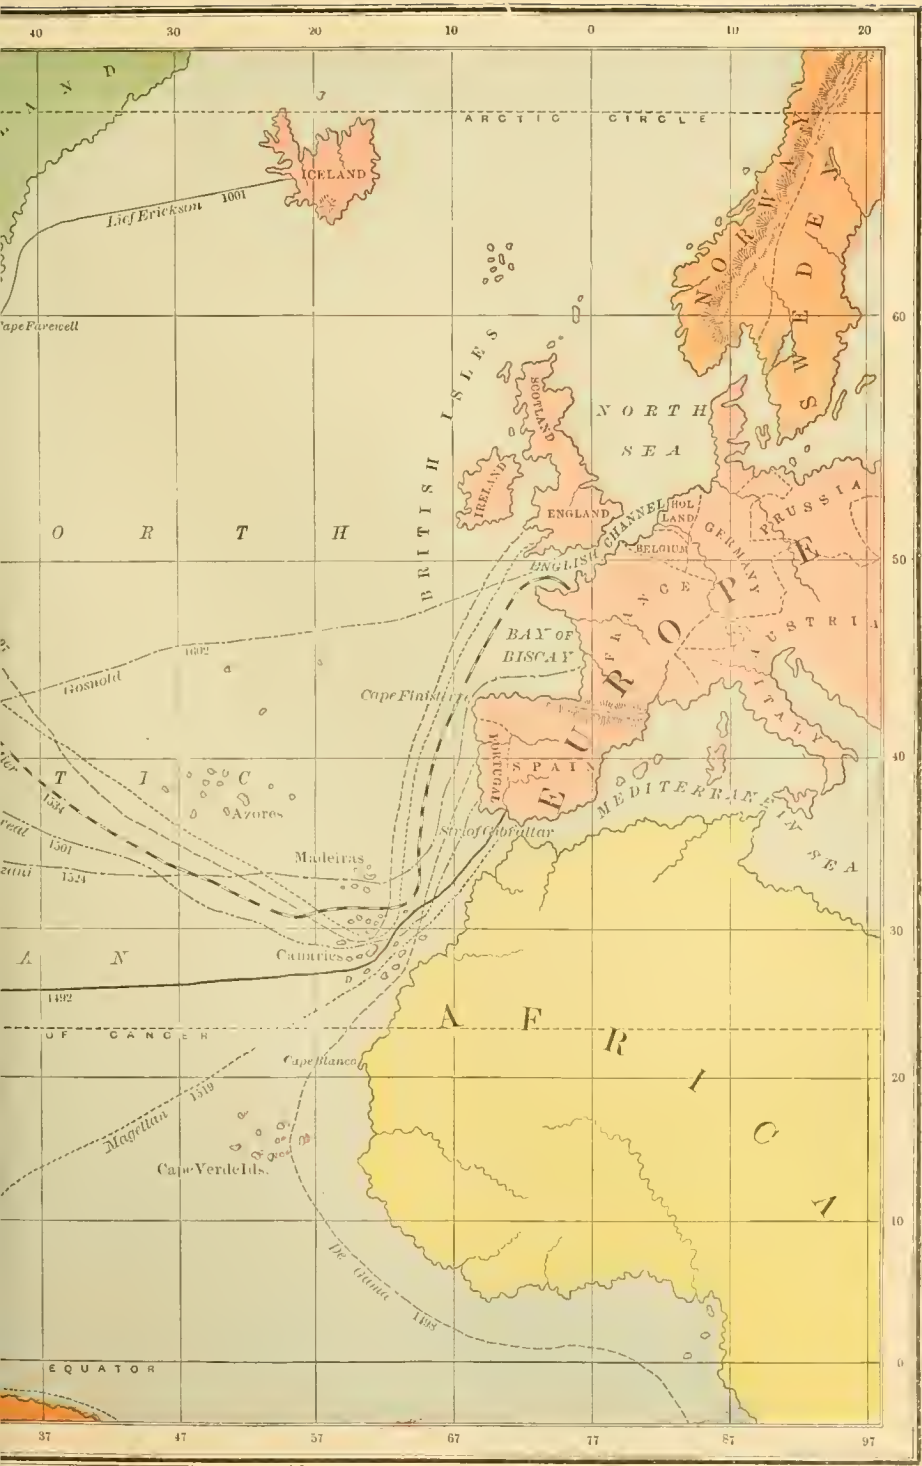 40 30 20 10 0 10 20
ARCTIC CIRCLE
ICELAND
Lief Erickson 1001
Cape Farewell
60
NORWAY
SWEDEN
BRITISH ISLES
SCOTLAND
NORTH
SEA
IRELAND
ENGLAND
ENGLISH CHANNEL
HOL
LAND
BELGIUM
GERMANY
PRUSSIA
EUROPE
ORTH
50
FRANCE
AUSTRIA
BAY OF
BISCAY
1602
Gosnold
ITALY
PORTUGAL
SPAIN
40
TIC
Azores
1534
1501
1524
MEDITERRANEAN
SEA
Str. of Gibraltar
Madeiras
30
Canaries
AN
1492
OF CANCER
AFRICA
Cape Blanco
20
Magellan 1519
Cape Verde Ids.
10
De Gama 1498
EQUATOR
0
37 47 57 67 77 87 97